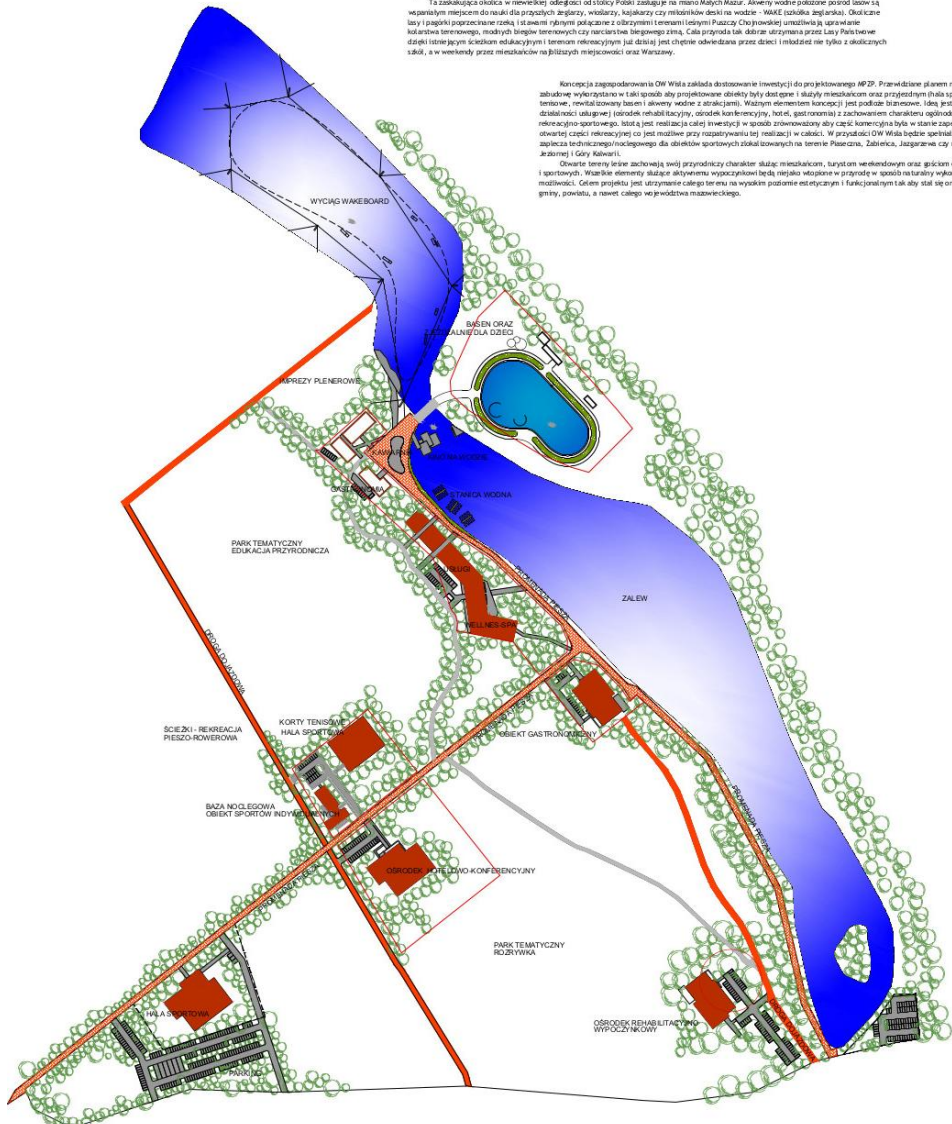 Ta zaskakująca okolica w niewielkiej odległości od stolicy Polski zasługuje na miano Małych Mazur. Akweny wodne położone pośród lasów są
wspaniałym miejscem do nauki dla przyszłych żeglarzy, wioślarzy, kajakarzy czy miłośników deski na wodzie - WAKE (szkółka żeglarska). Okoliczne
lasy i pagórki poprzecinane rzeką i stawami rybnymi połączone z olbrzymimi terenami leśnymi Puszczy Chojnowskiej umożliwiają uprawianie
kolarstwa terenowego, modnych biegów terenowych czy narciarstwa biegowego zimą. Cała przyroda tak dobrze utrzymana przez Lasy Państwowe
dzięki istniejącym ścieżkom edukacyjnym i terenom rekreacyjnym już dzisiaj jest chętnie odwiedzana przez dzieci i młodzież nie tylko z okolicznych
szkół, a w weekendy przez mieszkańców najbliższych miejscowości oraz Warszawy.
Koncepcja zagospodarowania OW Wisła zakłada dostosowanie inwestycji do projektowanego MPZP. Przewidziane planem
zabudowę wykorzystano w taki sposób aby projektowane obiekty były dostępne i służyły mieszkańcom oraz przyjezdnym (hala
tenisowe, rewitalizowany basen i akweny wodne z atrakcjami). Ważnym elementem koncepcji jest podłoże biznesowe. Ideą jest
działalności usługowej (ośrodek rehabilitacyjny, ośrodek konferencyjny, hotel, gastronomia) z zachowaniem charakteru
rekreacyjno-sportowego. Istotą jest realizacja całej inwestycji w sposób zrównoważony aby część komercyjna była w stanie
otwartej części rekreacyjnej co jest możliwe przy rozpatrywaniu tej realizacji w całości. W przyszłości OW Wisła będzie
zaplecza technicznego/noclegowego dla obiektów sportowych zlokalizowanych na terenie Piaseczna, Żabieńca, Jazgarzewa czy
Jeziornej i Góry Kalwarii.
Otwarte tereny leśne zachowają swój przyrodniczy charakter służąc mieszkańcom, turystom weekendowym oraz gościom
i sportowych. Wszelkie elementy służące aktywnemu wypoczynkowi będą niejako wtopione w przyrodę w sposób naturalny
możliwości. Celem projektu jest utrzymanie całego terenu na wysokim poziomie estetycznym i funkcjonalnym tak aby stał się
gminy, powiatu, a nawet całego województwa mazowieckiego.
WYCIĄG WAKEBOARD
BASEN ORAZ
DLA DZIECI
IMPREZY PLENEROWE
KAWIARNIA
GASTRONOMIA
STANICA WODNA
PARK TEMATYCZNY
EDUKACJA PRZYRODNICZA
USŁUGI
PROMENADA PIESZA
ZALEW
WELLNES-SPA
DROGA DOJAZDOWA
ŚCIEŻKI - REKREACJA
PIESZO-ROWEROWA
KORTY TENISOWE
HALA SPORTOWA
PROMENADA PIESZA
OBIEKT GASTRONOMICZNY
BAZA NOCLEGOWA
OBIEKT SPORTÓW INDYWIDUALNYCH
PROMENADA PIESZA
OŚRODEK HOTELOWO-KONFERENCYJNY
PROMENADA PIESZA
PARK TEMATYCZNY
ROZRYWKA
HALA SPORTOWA
OŚRODEK REHABILITACYJNO
WYPOCZYNKOWY
DROGA DOJAZDOWA
PARKING